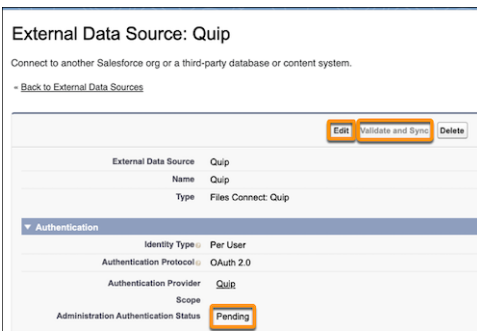 External Data Source: Quip
Connect to another Salesforce org or a third-party database or content system.
« Back to External Data Sources
Edit Validate and Sync Delete
External Data Source Quip
Name Quip
Type Files Connect: Quip
▼ Authentication
Identity Type Per User
Authentication Protocol OAuth 2.0
Authentication Provider Quip
Scope
Administration Authentication Status Pending